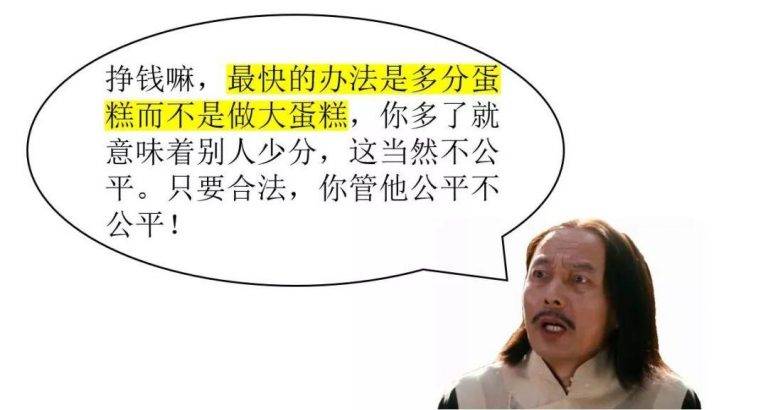 挣钱嘛，最快的办法是多分蛋
糕而不是做大蛋糕，你多了就
意味着别人少分，这当然不公
平。只要合法，你管他公平不
公平！